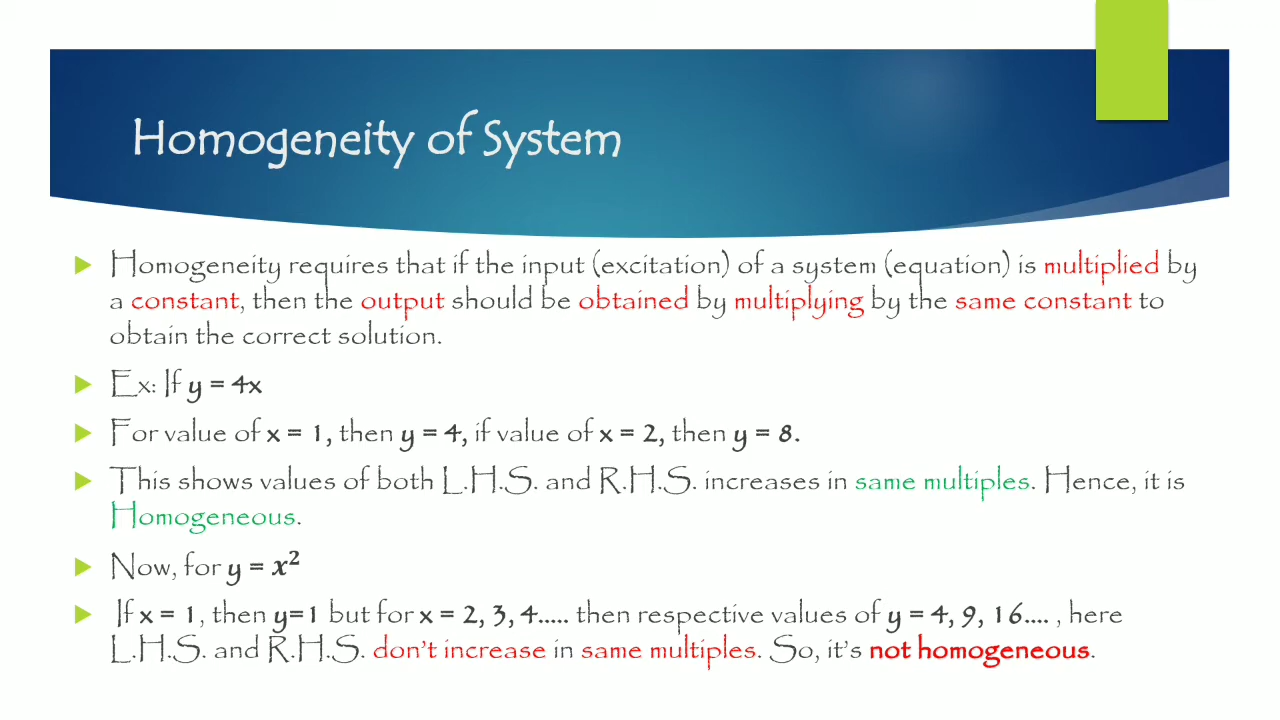 Homogeneity of System
Homogeneity requires that if the input (excitation) of a system (equation) is multiplied by
a constant, then the output should be obtained by multiplying by the same constant to
obtain the correct solution.
Ex: If y = 4x
For value of x = 1, then y = 4, if value of x = 2, then y = 8.
This shows values of both L.H.S. and R.H.S. increases in same multiples. Hence, it is
Homogeneous.
Now, for y = x²
If x = 1, then y=1 but for x = 2, 3, 4..... then respective values of y = 4, 9, 16.... , here
L.H.S. and R.H.S. don't increase in same multiples. So, it's not homogeneous.